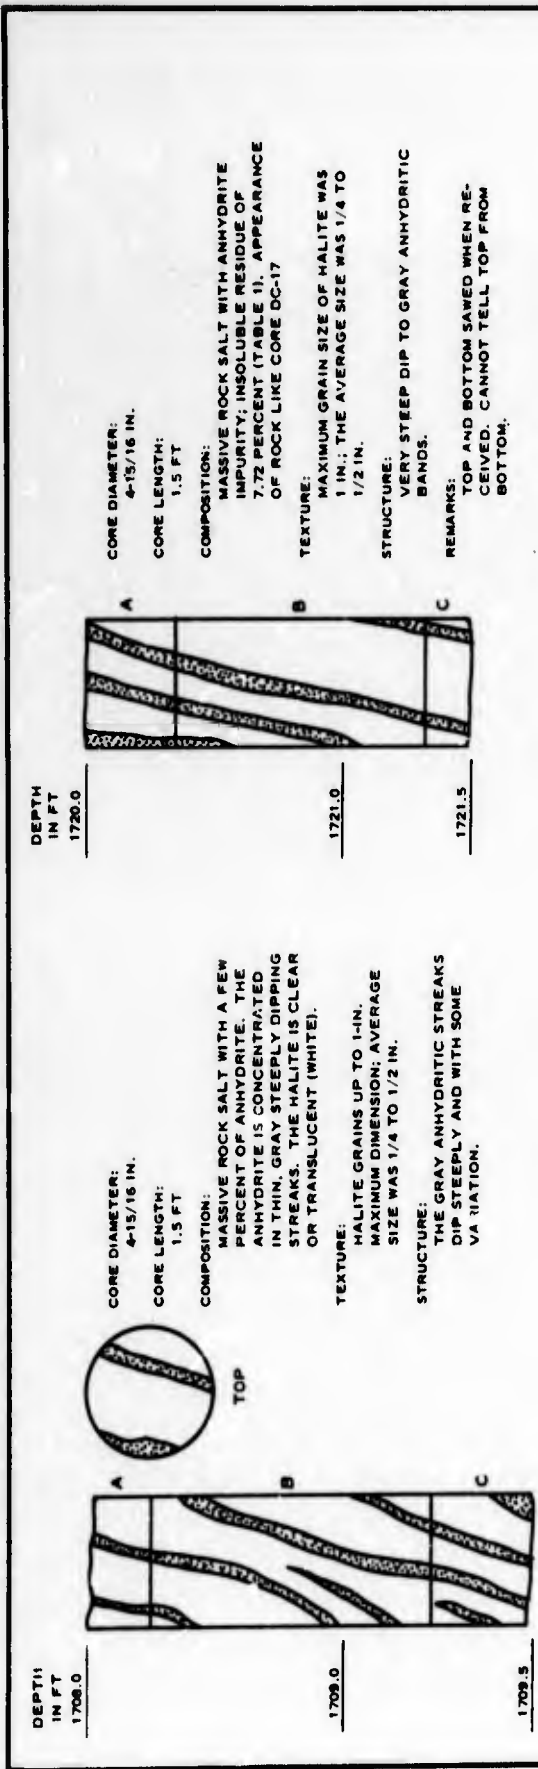 DEPTH
IN FT
1708.0
1709.0
1709.5
A
B
C
TOP
CORE DIAMETER:
4-15/16 IN.
CORE LENGTH:
1.5 FT
COMPOSITION:
MASSIVE ROCK SALT WITH A FEW
PERCENT OF ANHYDRITE. THE
ANHYDRITE IS CONCENTRATED
IN THIN, GRAY STEEPLY DIPPING
STREAKS. THE HALITE IS CLEAR
OR TRANSLUCENT (WHITE).
TEXTURE:
HALITE GRAINS UP TO 1-IN.
MAXIMUM DIMENSION; AVERAGE
SIZE WAS 1/4 TO 1/2 IN.
STRUCTURE:
THE GRAY ANHYDRITIC STREAKS
DIP STEEPLY AND WITH SOME
VARIATION.
DEPTH
IN FT
1720.0
1721.0
1721.5
A
B
C
CORE DIAMETER:
4-15/16 IN.
CORE LENGTH:
1.5 FT
COMPOSITION:
MASSIVE ROCK SALT WITH ANHYDRITE
IMPURITY; INSOLUBLE RESIDUE OF
7.72 PERCENT (TABLE 1). APPEARANCE
OF ROCK LIKE CORE DC-17
TEXTURE:
MAXIMUM GRAIN SIZE OF HALITE WAS
1 IN.; THE AVERAGE SIZE WAS 1/4 TO
1/2 IN.
STRUCTURE:
VERY STEEP DIP TO GRAY ANHYDRITIC
BANDS.
REMARKS:
TOP AND BOTTOM SAWED WHEN RE-
CEIVED. CANNOT TELL TOP FROM
BOTTOM.